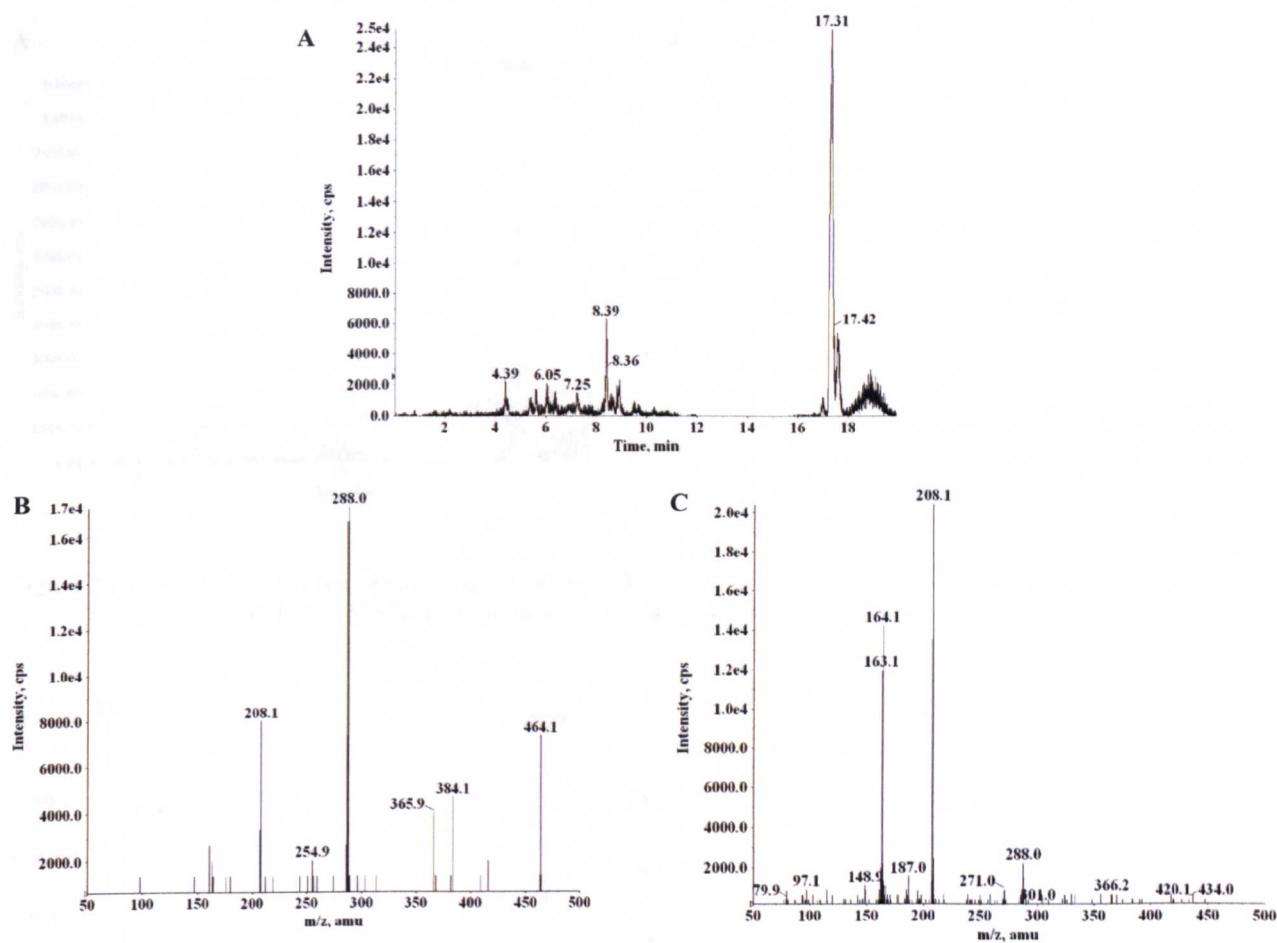 A
17.31
2.5e4
2.4e4
2.2e4
2.0e4
1.8e4
1.6e4
1.4e4
1.2e4
1.0e4
8000.0
6000.0
4000.0
2000.0
0.0
Intensity, cps
8.39
17.42
8.36
4.39
6.05
7.25
2 4 6 8 10 12 14 16 18
Time, min
B
288.0
1.7e4
1.6e4
1.4e4
1.2e4
1.0e4
8000.0
6000.0
4000.0
2000.0
Intensity, cps
208.1
464.1
365.9
384.1
254.9
50 100 150 200 250 300 350 400 450 500
m/z, amu
C
208.1
2.0e4
1.8e4
1.6e4
1.4e4
1.2e4
1.0e4
8000.0
6000.0
4000.0
2000.0
Intensity, cps
164.1
163.1
288.0
187.0
148.9
271.0
366.2
79.9
97.1
420.1
434.0
50 100 150 200 250 300 350 400 450 500
m/z, amu